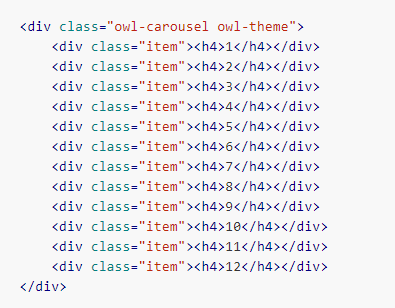 <div class="owl-carousel owl-theme">
    <div class="item"><h4>1</h4></div>
    <div class="item"><h4>2</h4></div>
    <div class="item"><h4>3</h4></div>
    <div class="item"><h4>4</h4></div>
    <div class="item"><h4>5</h4></div>
    <div class="item"><h4>6</h4></div>
    <div class="item"><h4>7</h4></div>
    <div class="item"><h4>8</h4></div>
    <div class="item"><h4>9</h4></div>
    <div class="item"><h4>10</h4></div>
    <div class="item"><h4>11</h4></div>
    <div class="item"><h4>12</h4></div>
</div>